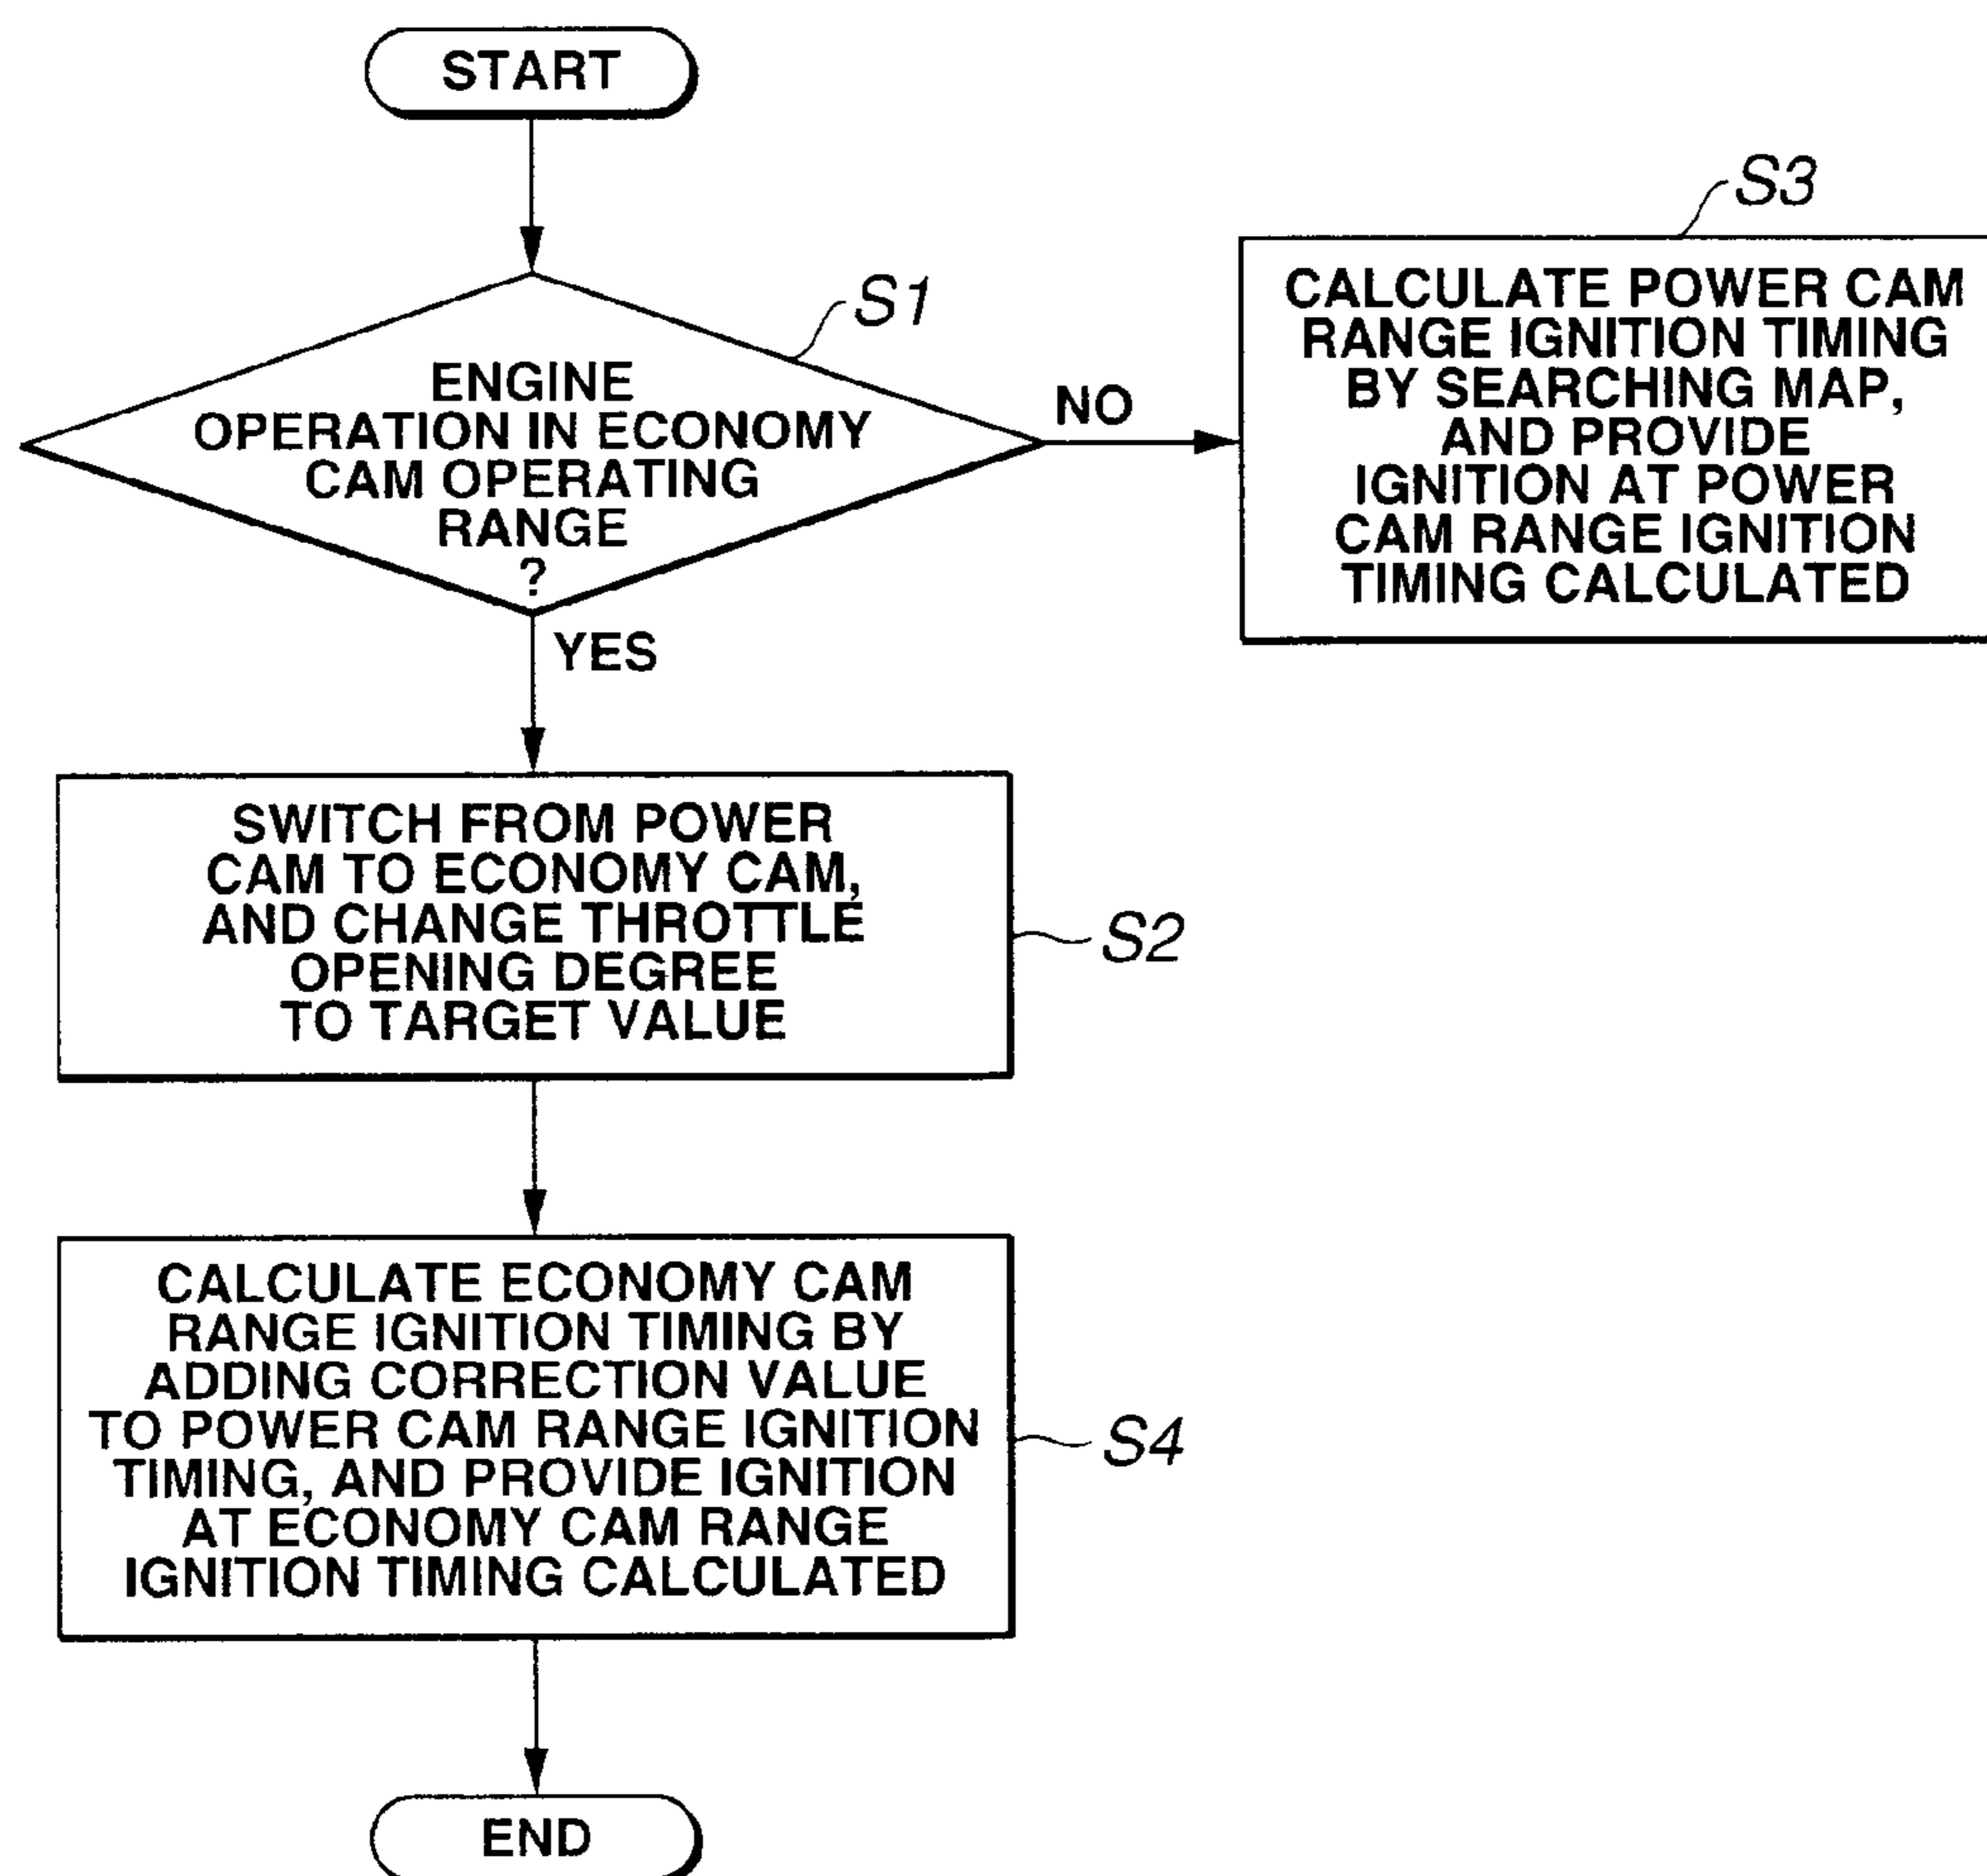 START
S1
ENGINE
OPERATION IN ECONOMY
CAM OPERATING
RANGE
?
NO
YES
S3
CALCULATE POWER CAM
RANGE IGNITION TIMING
BY SEARCHING MAP,
AND PROVIDE
IGNITION AT POWER
CAM RANGE IGNITION
TIMING CALCULATED
SWITCH FROM POWER
CAM TO ECONOMY CAM,
AND CHANGE THROTTLE
OPENING DEGREE
TO TARGET VALUE
S2
CALCULATE ECONOMY CAM
RANGE IGNITION TIMING BY
ADDING CORRECTION VALUE
TO POWER CAM RANGE IGNITION
TIMING, AND PROVIDE IGNITION
AT ECONOMY CAM RANGE
IGNITION TIMING CALCULATED
S4
END